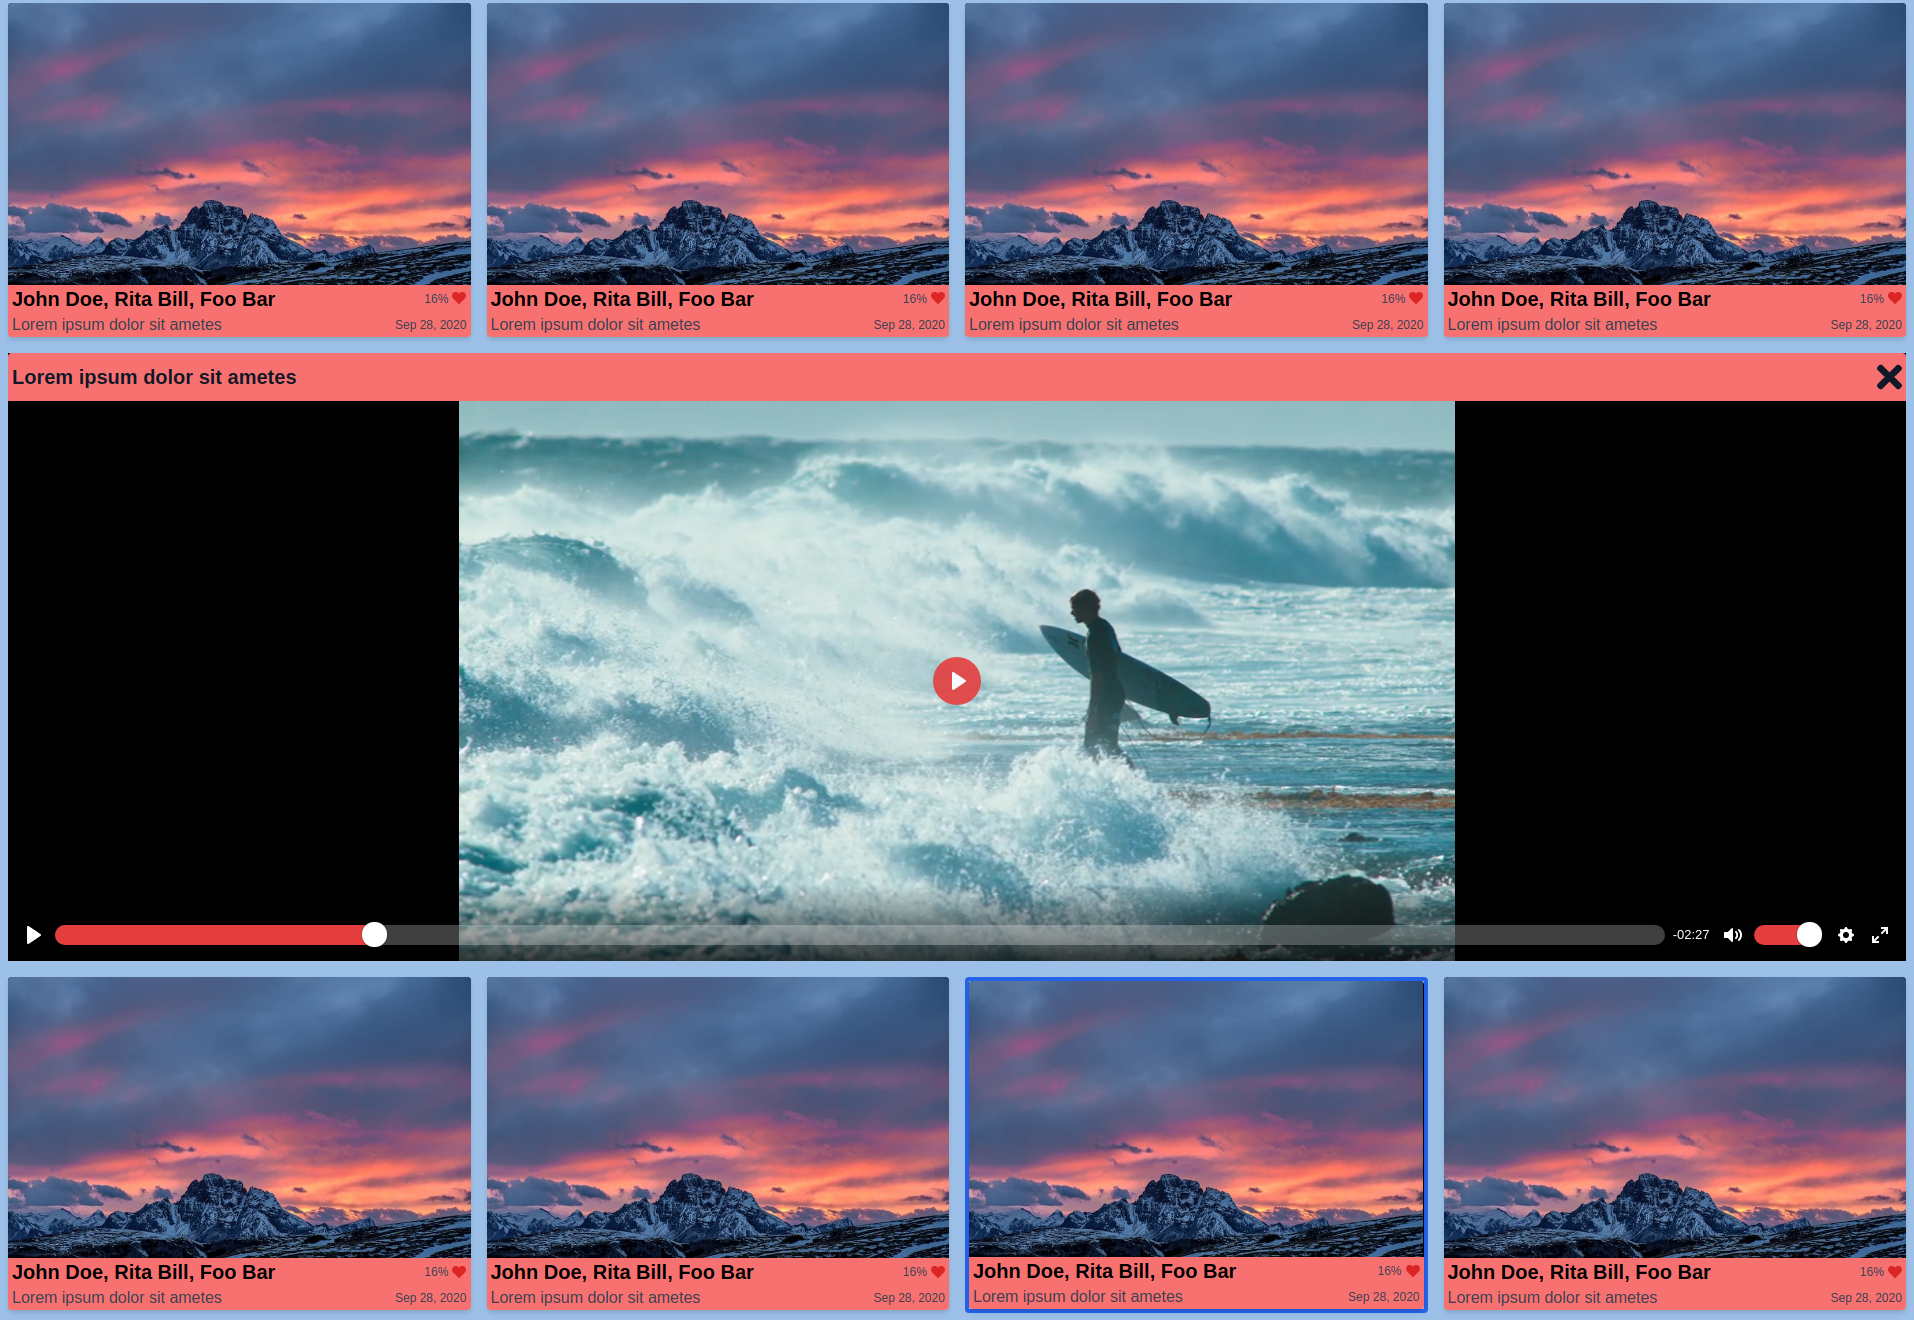 John Doe, Rita Bill, Foo Bar 16%
Lorem ipsum dolor sit ametes Sep 28, 2020
John Doe, Rita Bill, Foo Bar 16%
Lorem ipsum dolor sit ametes Sep 28, 2020
John Doe, Rita Bill, Foo Bar 16%
Lorem ipsum dolor sit ametes Sep 28, 2020
John Doe, Rita Bill, Foo Bar 16%
Lorem ipsum dolor sit ametes Sep 28, 2020
Lorem ipsum dolor sit ametes
-02:27
John Doe, Rita Bill, Foo Bar 16%
Lorem ipsum dolor sit ametes Sep 28, 2020
John Doe, Rita Bill, Foo Bar 16%
Lorem ipsum dolor sit ametes Sep 28, 2020
John Doe, Rita Bill, Foo Bar 16%
Lorem ipsum dolor sit ametes Sep 28, 2020
John Doe, Rita Bill, Foo Bar 16%
Lorem ipsum dolor sit ametes Sep 28, 2020